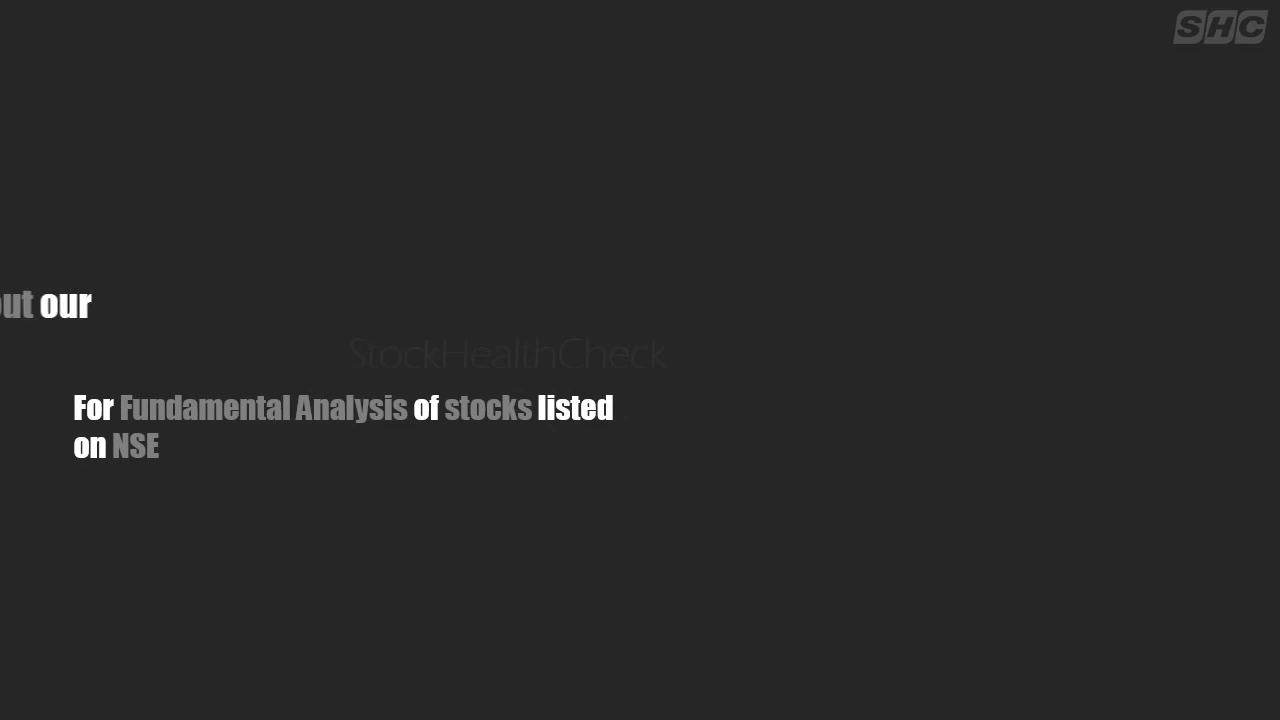 SHC
out our
StockHealthCheck
For Fundamental Analysis of stocks listed
on NSE